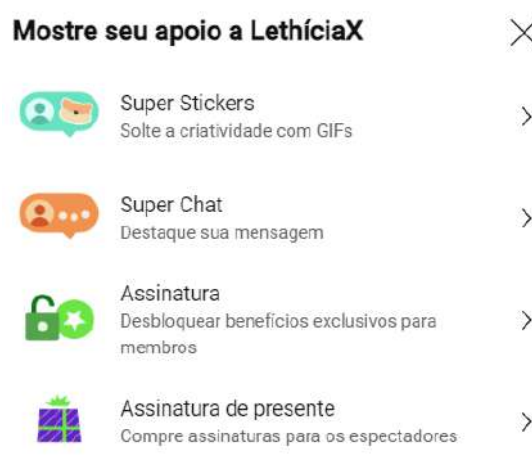 Mostre seu apoio a LethíciaX
Super Stickers
Solte a criatividade com GIFs
Super Chat
Destaque sua mensagem
Assinatura
Desbloquear benefícios exclusivos para
membros
Assinatura de presente
Compre assinaturas para os espectadores